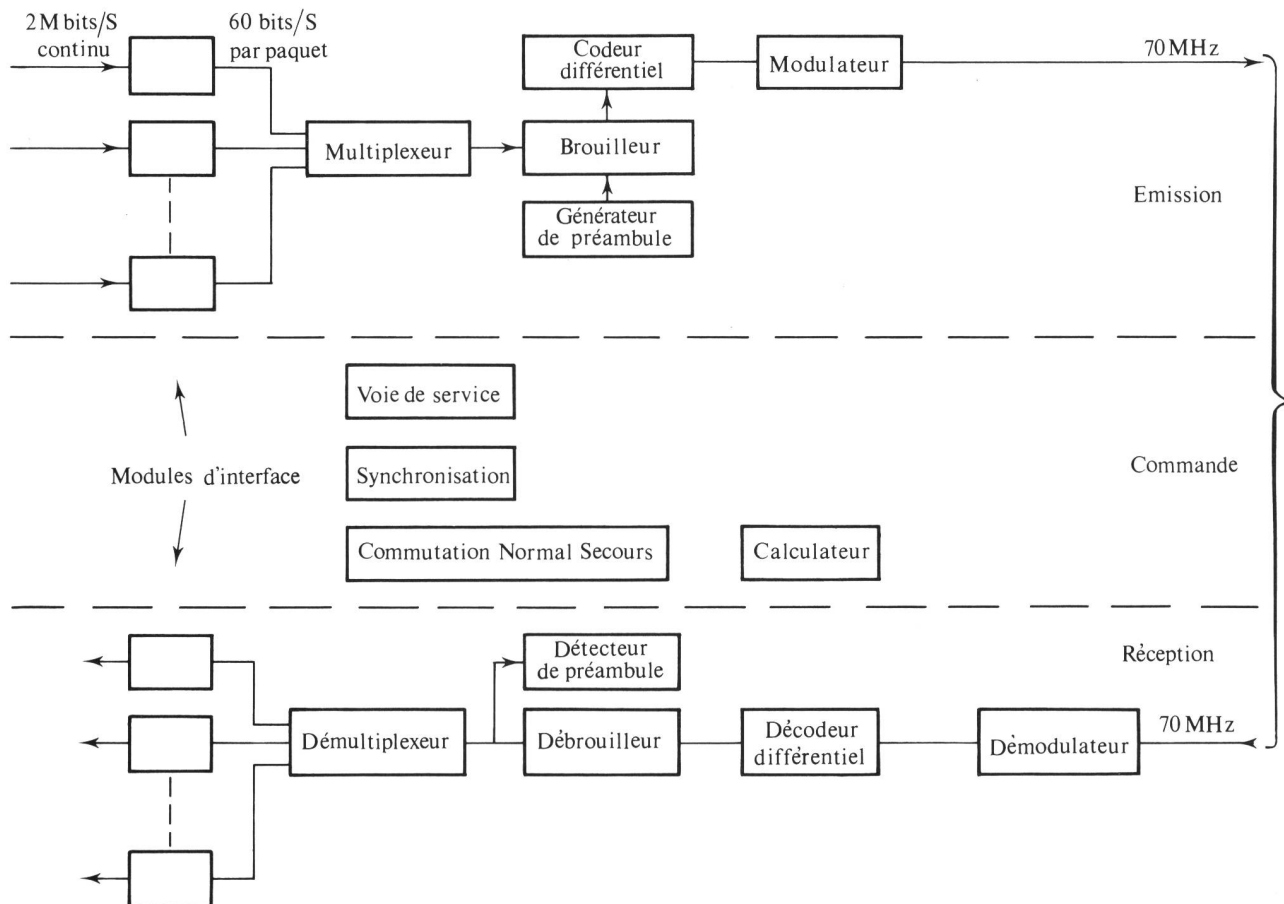 2M bits/S
continu
60 bits/S
par paquet
Codeur
différentiel
Modulateur
70 MHz
Multiplexeur
Brouilleur
Générateur
de préambule
Emission
Voie de service
Modules d'interface
Synchronisation
Commande
Commutation Normal Secours
Calculateur
Détecteur
de préambule
Réception
Démultiplexeur
Débrouilleur
Décodeur
différentiel
Dèmodulateur
70 MHz